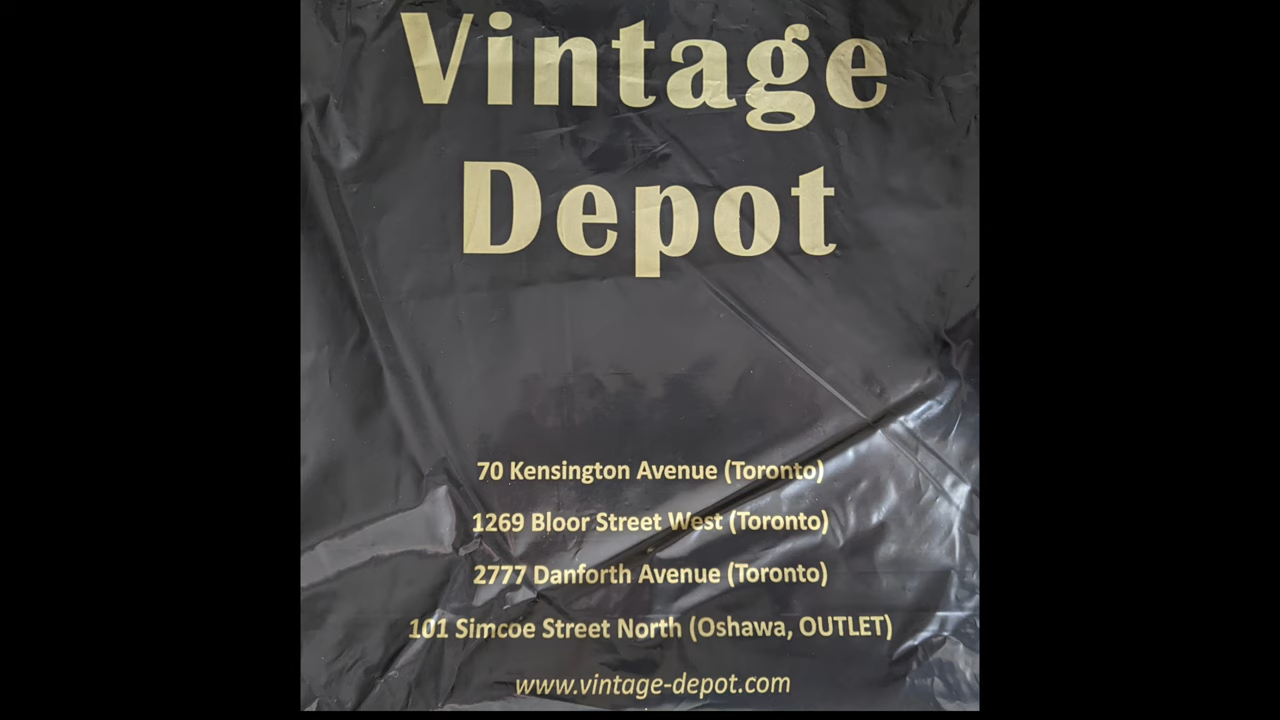 Vintage
Depot
70 Kensington Avenue (Toronto)
1269 Bloor Street West (Toronto)
2777 Danforth Avenue (Toronto)
101 Simcoe Street North (Oshawa, OUTLET)
www.vintage-depot.com